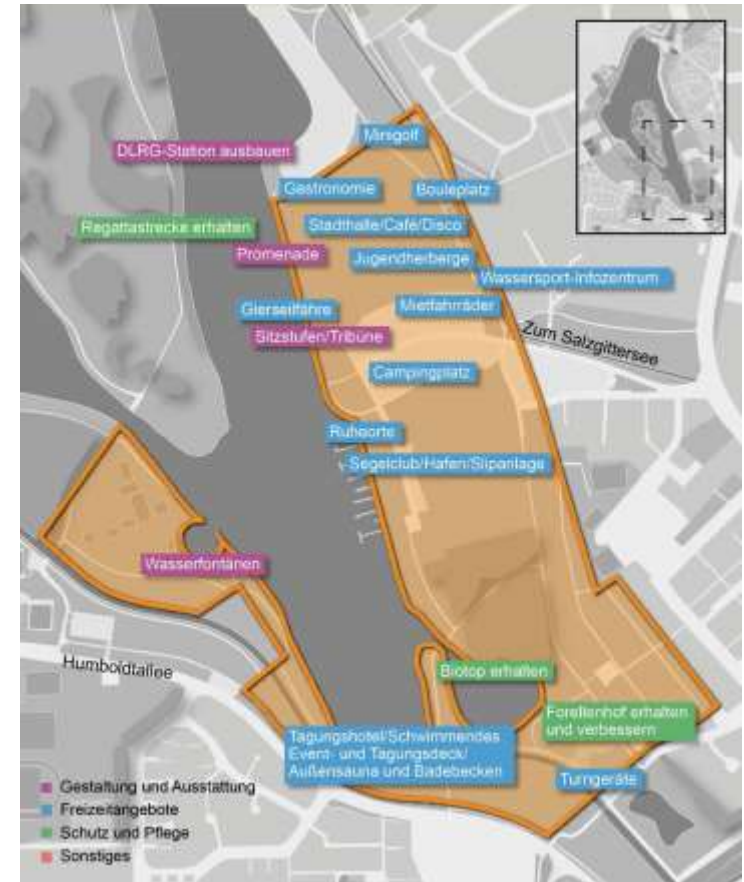 Minigolf
DLRG-Station ausbauen
Gastronomie
Bouleplatz
Regattastrecke erhalten
Stadthalle/Café/Disco
Promenade
Jugendherberge
Wassersport-Infozentrum
Gierseilfähre
Mietfahrräder
Sitzstufen/Tribüne
Zum Salzgittersee
Campingplatz
Ruheorte
Segelclub/Hafen/Slipanlage
Wasserfontänen
Humboldtallee
Biotop erhalten
Forellenhof erhalten
und verbessern
Tagungshotel/Schwimmendes
Event- und Tagungsdeck/
Außensauna und Badebecken
Turngeräte
Gestaltung und Ausstattung
Freizeitangebote
Schutz und Pflege
Sonstiges